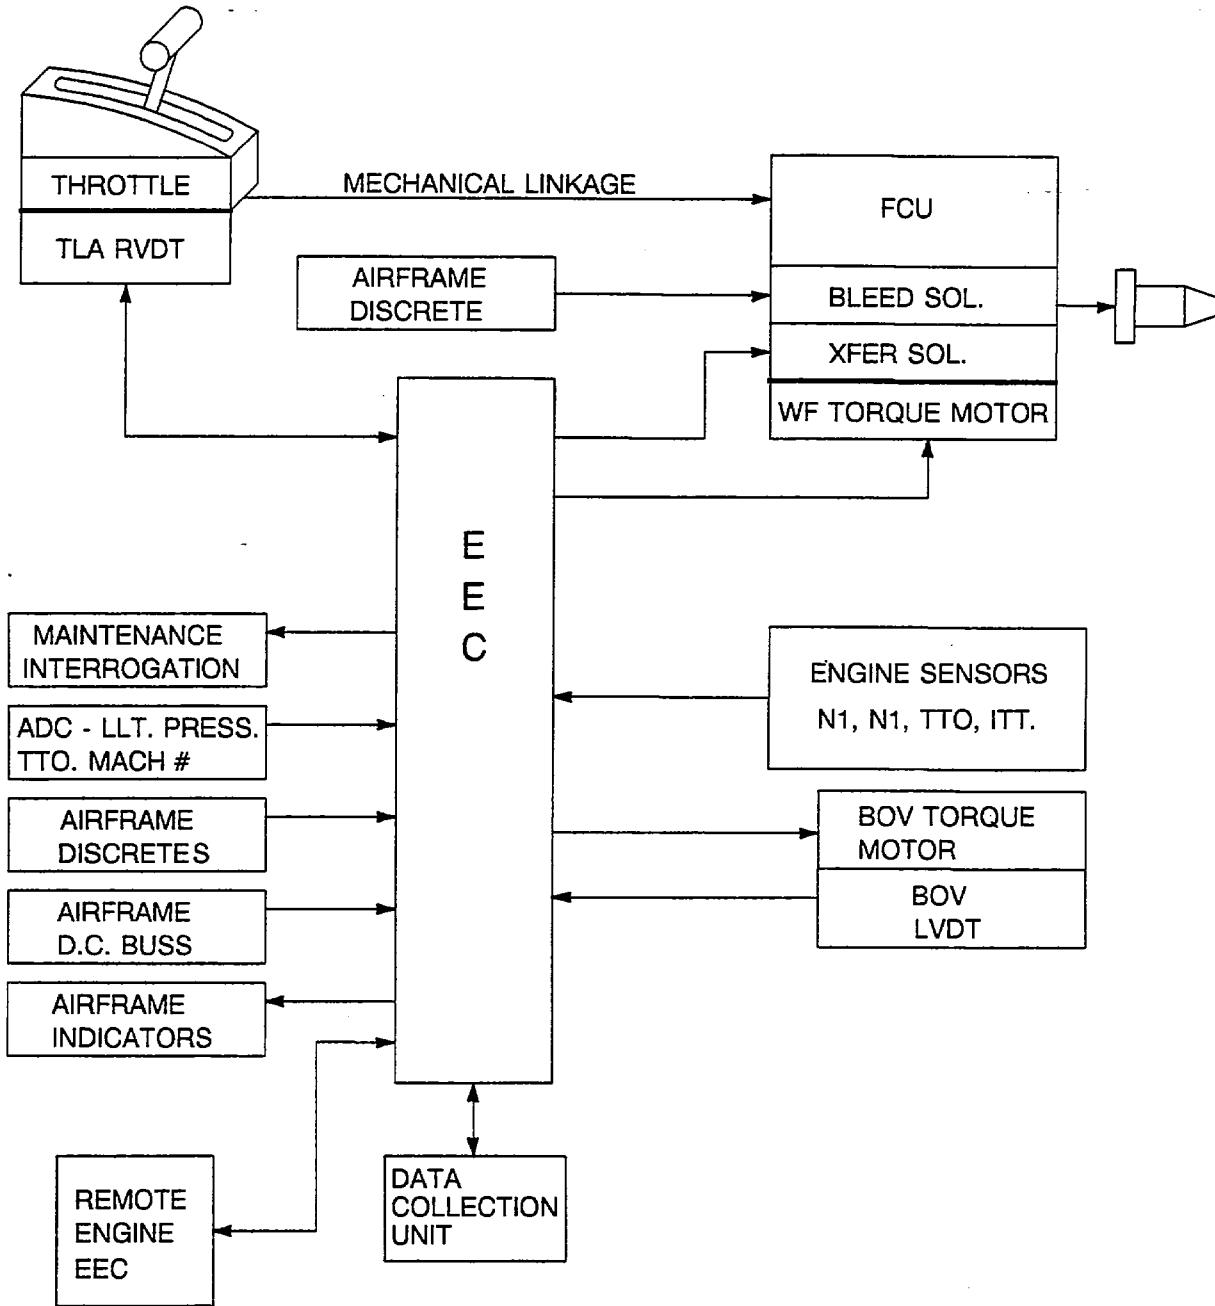 THROTTLE
TLA RVDT
MECHANICAL LINKAGE
FCU
AIRFRAME
DISCRETE
BLEED SOL.
XFER SOL.
WF TORQUE MOTOR
E
E
C
MAINTENANCE
INTERROGATION
ADC - LLT. PRESS.
TTO. MACH #
AIRFRAME
DISCRETES
AIRFRAME
D.C. BUSS
AIRFRAME
INDICATORS
ENGINE SENSORS
N1, N1, TTO, ITT.
BOV TORQUE
MOTOR
BOV
LVDT
REMOTE
ENGINE
EEC
DATA
COLLECTION
UNIT